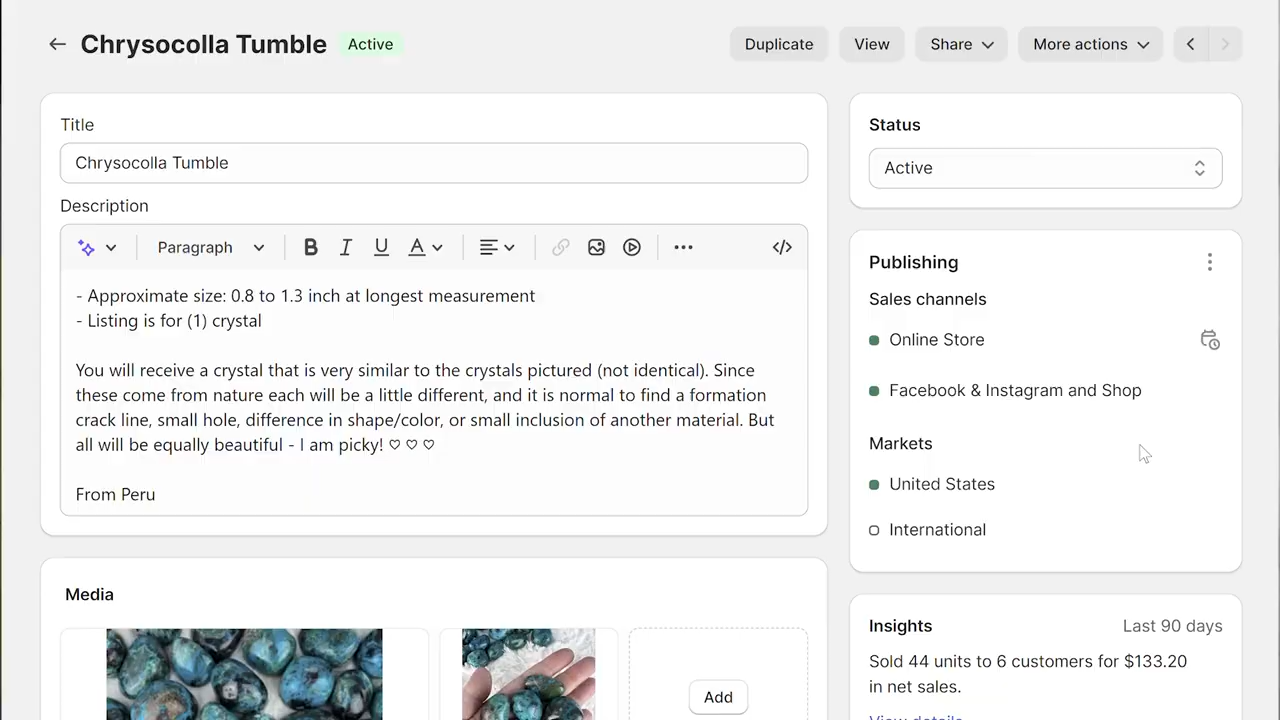 Chrysocolla Tumble Active Duplicate View Share More actions
Title
Chrysocolla Tumble
Description
Paragraph B I U A
- Approximate size: 0.8 to 1.3 inch at longest measurement
- Listing is for (1) crystal
You will receive a crystal that is very similar to the crystals pictured (not identical). Since
these come from nature each will be a little different, and it is normal to find a formation
crack line, small hole, difference in shape/color, or small inclusion of another material. But
all will be equally beautiful - I am picky! ♡ ♡ ♡
From Peru
Media
Add
Status
Active
Publishing
Sales channels
Online Store
Facebook & Instagram and Shop
Markets
United States
International
Insights Last 90 days
Sold 44 units to 6 customers for $133.20
in net sales.
View details